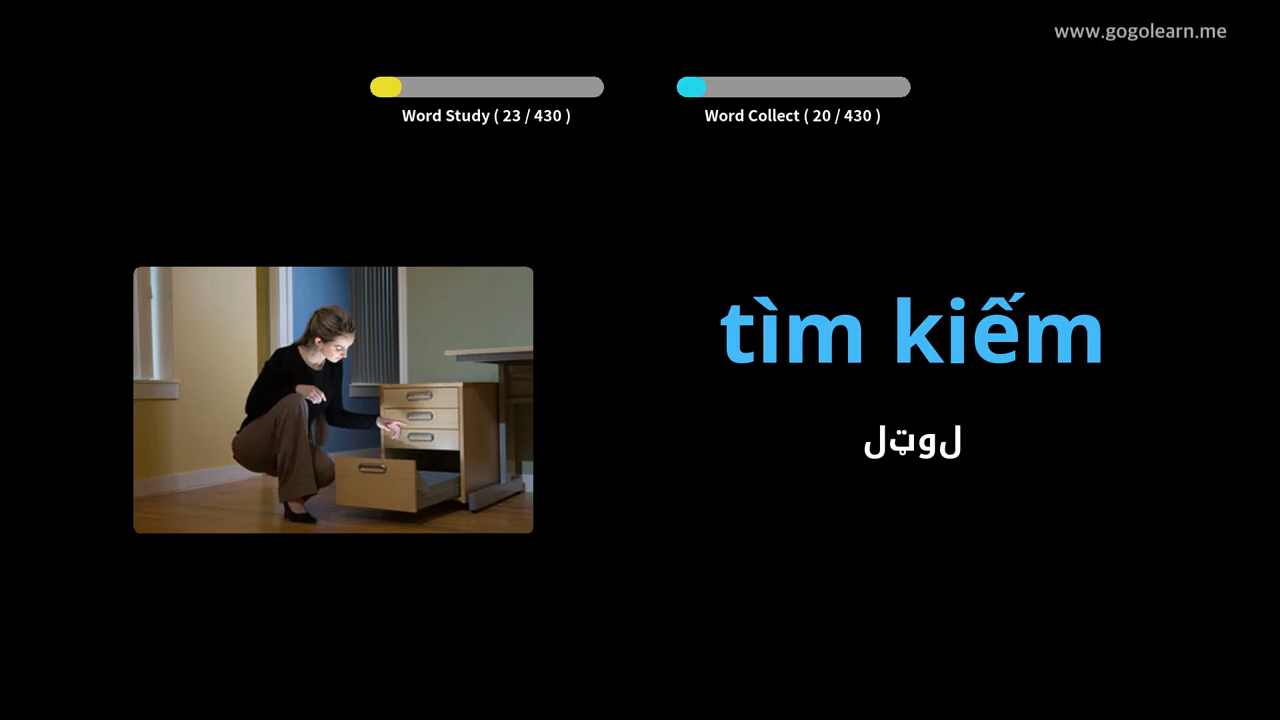 www.gogolearn.me
Word Study ( 23 / 430 )
Word Collect ( 20 / 430 )
tìm kiếm
لوټل